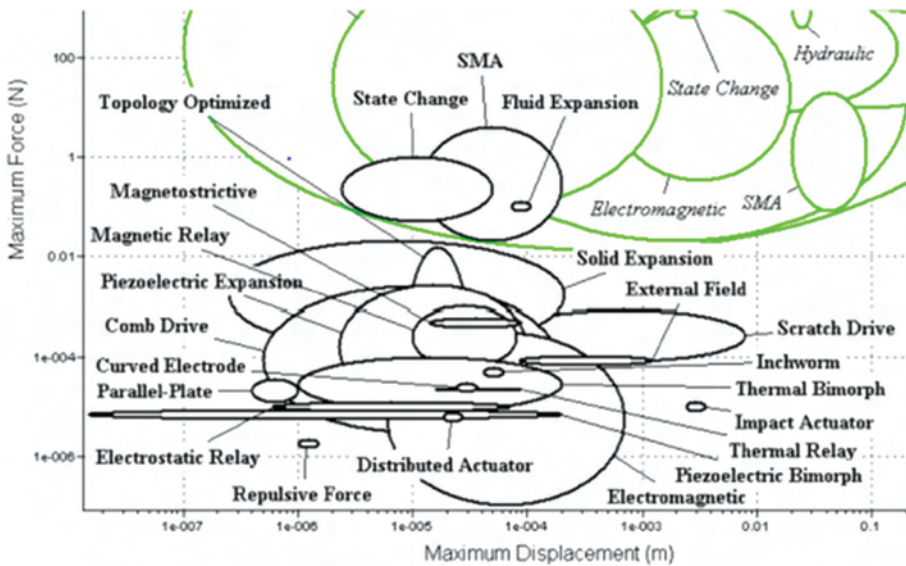 100
1
0.01
1e-004
1e-006
Maximum Force (N)
Hydraulic
SMA
State Change
State Change
Fluid Expansion
Topology Optimized
Magnetostrictive
Electromagnetic
SMA
Magnetic Relay
Solid Expansion
Piezoelectric Expansion
External Field
Comb Drive
Scratch Drive
Curved Electrode
Inchworm
Parallel-Plate
Thermal Bimorph
Impact Actuator
Electrostatic Relay
Distributed Actuator
Thermal Relay
Piezoelectric Bimorph
Repulsive Force
Electromagnetic
1e-007
1e-006
1e-005
1e-004
1e-003
0.01
0.1
Maximum Displacement (m)